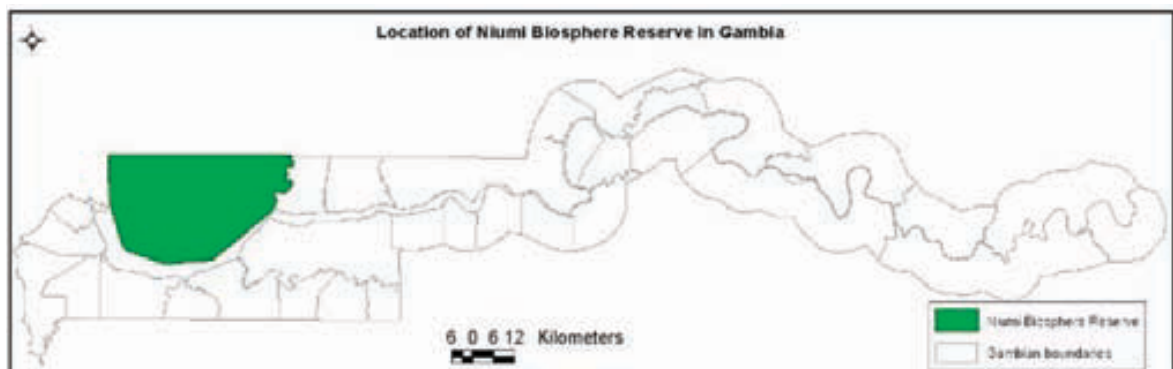 Location of Niumi Biosphere Reserve in Gambia
6 0 6 12 Kilometers
Niumi Biosphere Reserve
Gambian boundaries